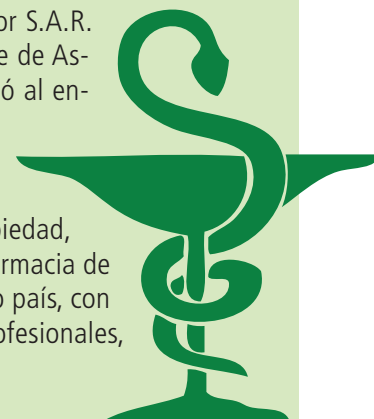 or S.A.R.
e de As-
ó al en-
piedad,
rmacia de
o país, con
ofesionales,